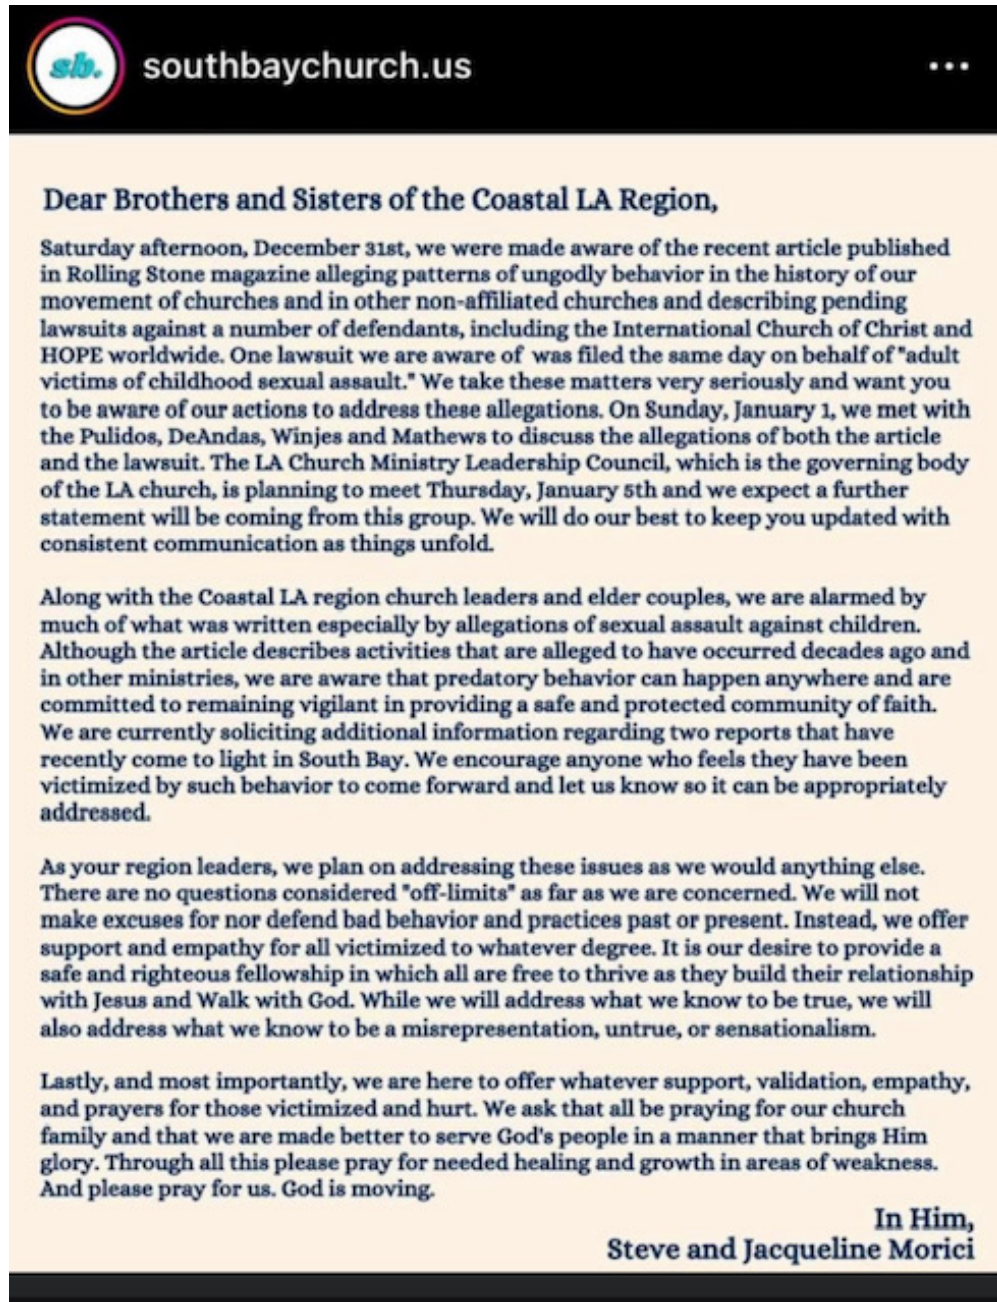 sb.
southbaychurch.us
Dear Brothers and Sisters of the Coastal LA Region,
Saturday afternoon, December 31st, we were made aware of the recent article published
in Rolling Stone magazine alleging patterns of ungodly behavior in the history of our
movement of churches and in other non-affiliated churches and describing pending
lawsuits against a number of defendants, including the International Church of Christ and
HOPE worldwide. One lawsuit we are aware of was filed the same day on behalf of "adult
victims of childhood sexual assault." We take these matters very seriously and want you
to be aware of our actions to address these allegations. On Sunday, January 1, we met with
the Pulidos, DeAndas, Winjes and Mathews to discuss the allegations of both the article
and the lawsuit. The LA Church Ministry Leadership Council, which is the governing body
of the LA church, is planning to meet Thursday, January 5th and we expect a further
statement will be coming from this group. We will do our best to keep you updated with
consistent communication as things unfold.
Along with the Coastal LA region church leaders and elder couples, we are alarmed by
much of what was written especially by allegations of sexual assault against children.
Although the article describes activities that are alleged to have occurred decades ago and
in other ministries, we are aware that predatory behavior can happen anywhere and are
committed to remaining vigilant in providing a safe and protected community of faith.
We are currently soliciting additional information regarding two reports that have
recently come to light in South Bay. We encourage anyone who feels they have been
victimized by such behavior to come forward and let us know so it can be appropriately
addressed.
As your region leaders, we plan on addressing these issues as we would anything else.
There are no questions considered "off-limits" as far as we are concerned. We will not
make excuses for nor defend bad behavior and practices past or present. Instead, we offer
support and empathy for all victimized to whatever degree. It is our desire to provide a
safe and righteous fellowship in which all are free to thrive as they build their relationship
with Jesus and Walk with God. While we will address what we know to be true, we will
also address what we know to be a misrepresentation, untrue, or sensationalism.
Lastly, and most importantly, we are here to offer whatever support, validation, empathy,
and prayers for those victimized and hurt. We ask that all be praying for our church
family and that we are made better to serve God's people in a manner that brings Him
glory. Through all this please pray for needed healing and growth in areas of weakness.
And please pray for us. God is moving.
In Him,
Steve and Jacqueline Morici